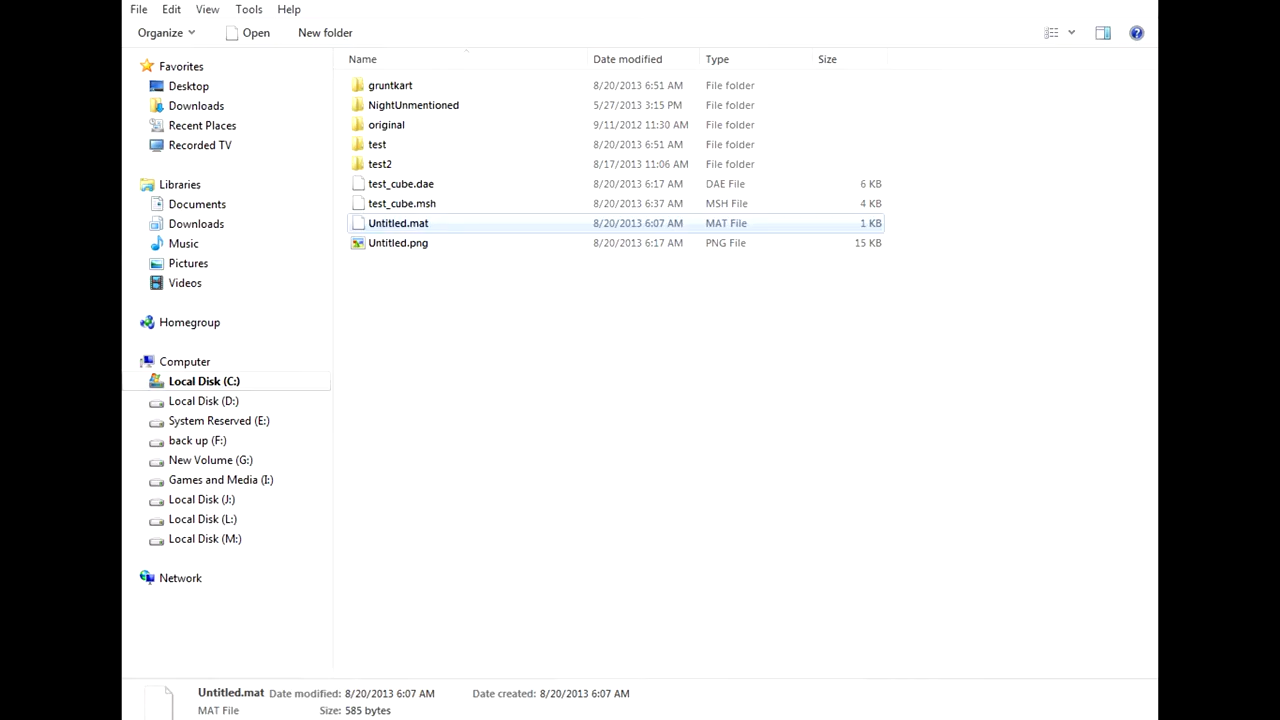 File Edit View Tools Help
Organize Open New folder
Name Date modified Type Size
Favorites
Desktop
Downloads
Recent Places
Recorded TV
Libraries
Documents
Downloads
Music
Pictures
Videos
Homegroup
Computer
Local Disk (C:)
Local Disk (D:)
System Reserved (E:)
back up (F:)
New Volume (G:)
Games and Media (I:)
Local Disk (J:)
Local Disk (L:)
Local Disk (M:)
Network
gruntkart 8/20/2013 6:51 AM File folder
NightUnmentioned 5/27/2013 3:15 PM File folder
original 9/11/2012 11:30 AM File folder
test 8/20/2013 6:51 AM File folder
test2 8/17/2013 11:06 AM File folder
test_cube.dae 8/20/2013 6:17 AM DAE File 6 KB
test_cube.msh 8/20/2013 6:37 AM MSH File 4 KB
Untitled.mat 8/20/2013 6:07 AM MAT File 1 KB
Untitled.png 8/20/2013 6:17 AM PNG File 15 KB
Untitled.mat Date modified: 8/20/2013 6:07 AM Date created: 8/20/2013 6:07 AM
MAT File Size: 585 bytes